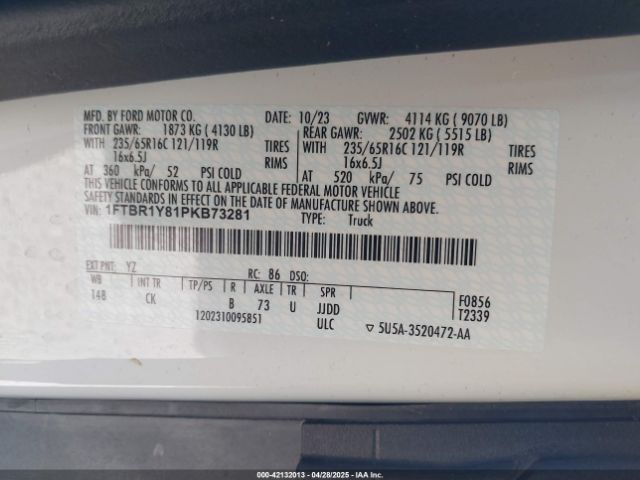 MFD. BY FORD MOTOR CO. DATE: 10/23 GVWR: 4114 KG ( 9070 LB)
FRONT GAWR: 1873 KG ( 4130 LB) REAR GAWR: 2502 KG ( 5515 LB)
WITH 235/65R16C 121/119R TIRES WITH 235/65R16C 121/119R TIRES
16x6.5J RIMS 16x6.5J RIMS
AT 360 kPa/ 52 PSI COLD AT 520 kPa/ 75 PSI COLD
THIS VEHICLE CONFORMS TO ALL APPLICABLE FEDERAL MOTOR VEHICLE
SAFETY STANDARDS IN EFFECT ON THE DATE OF MANUFACTURE SHOWN ABOVE.
VIN: 1FTBR1Y81PKB73281 TYPE: Truck
EXT PNT: YZ RC: 86 DSO:
WB INT TR TP/PS R AXLE TR SPR F0856
148 CK B 73 U JJDD T2339
1202310095851 ULC ▽ 5U5A-3520472-AA
000-42132013 | 04/28/2025 | IAAI.com